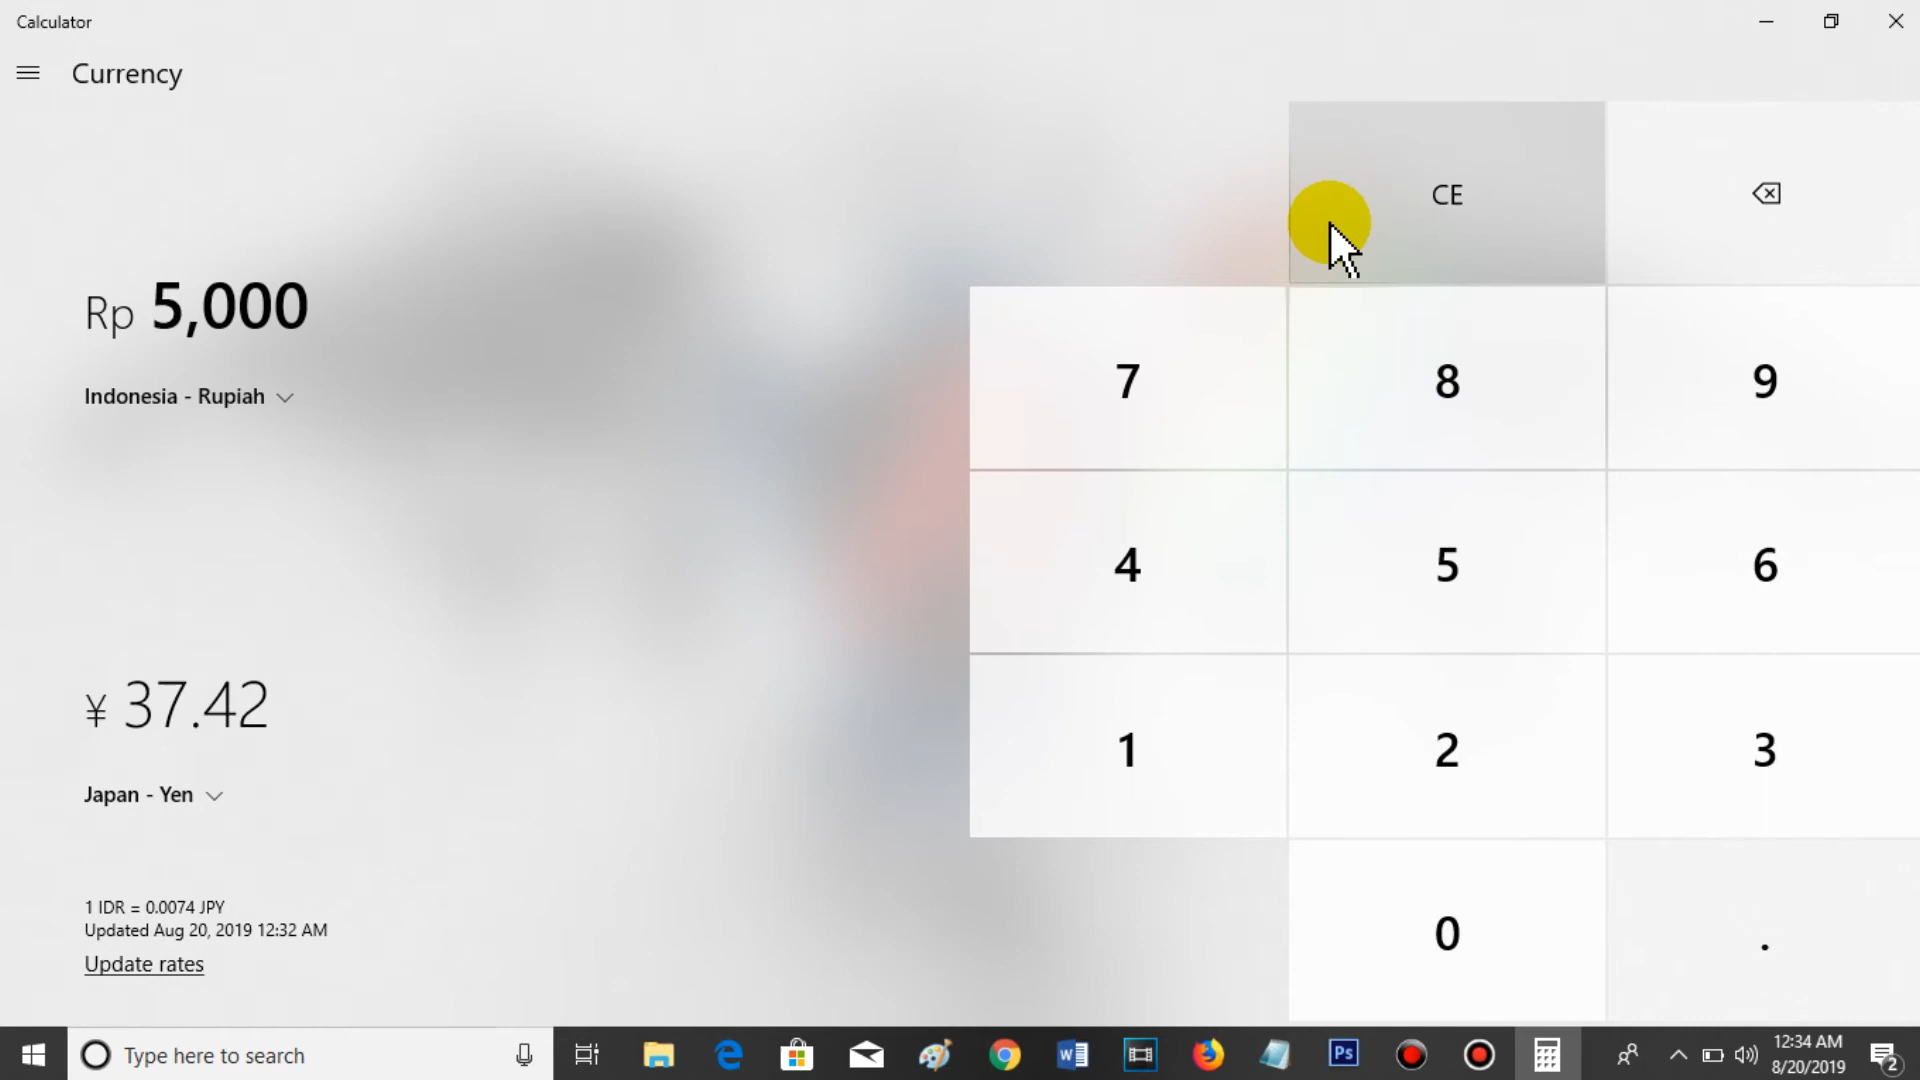 Calculator
Currency
CE
Rp 5,000
Indonesia - Rupiah
7 8 9
4 5 6
¥ 37.42
1 2 3
Japan - Yen
1 IDR = 0.0074 JPY
Updated Aug 20, 2019 12:32 AM
0 .
Update rates
Type here to search
Ps
12:34 AM
8/20/2019
2